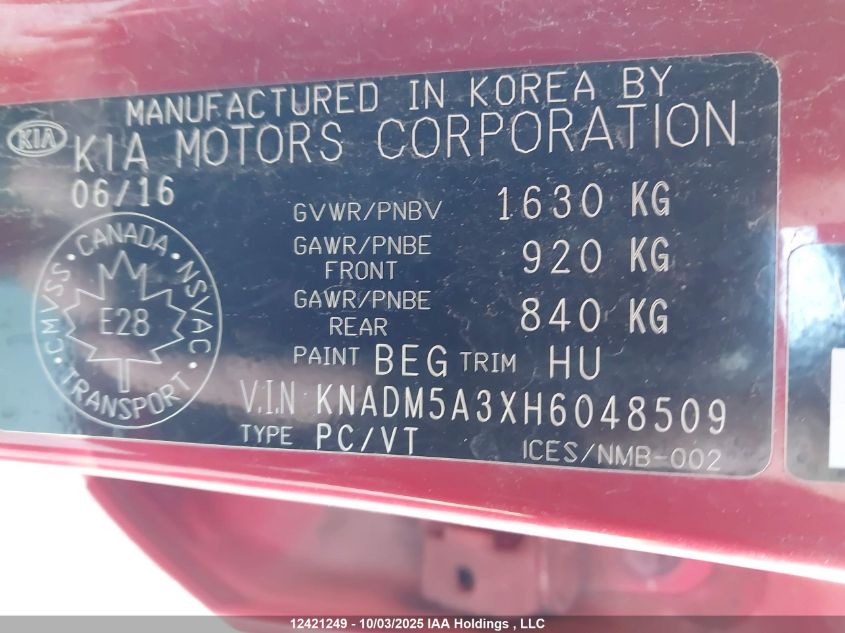 MANUFACTURED IN KOREA BY
KIA
KIA MOTORS CORPORATION
06/16
GVWR/PNBV 1630 KG
GAWR/PNBE FRONT 920 KG
GAWR/PNBE REAR 840 KG
CANADA · NSVAC · TRANSPORT · CMVSS
E28
PAINT BEG TRIM HU
V.I.N KNADM5A3XH6048509
TYPE PC/VT
ICES/NMB-002
12421249 - 10/03/2025 IAA Holdings , LLC